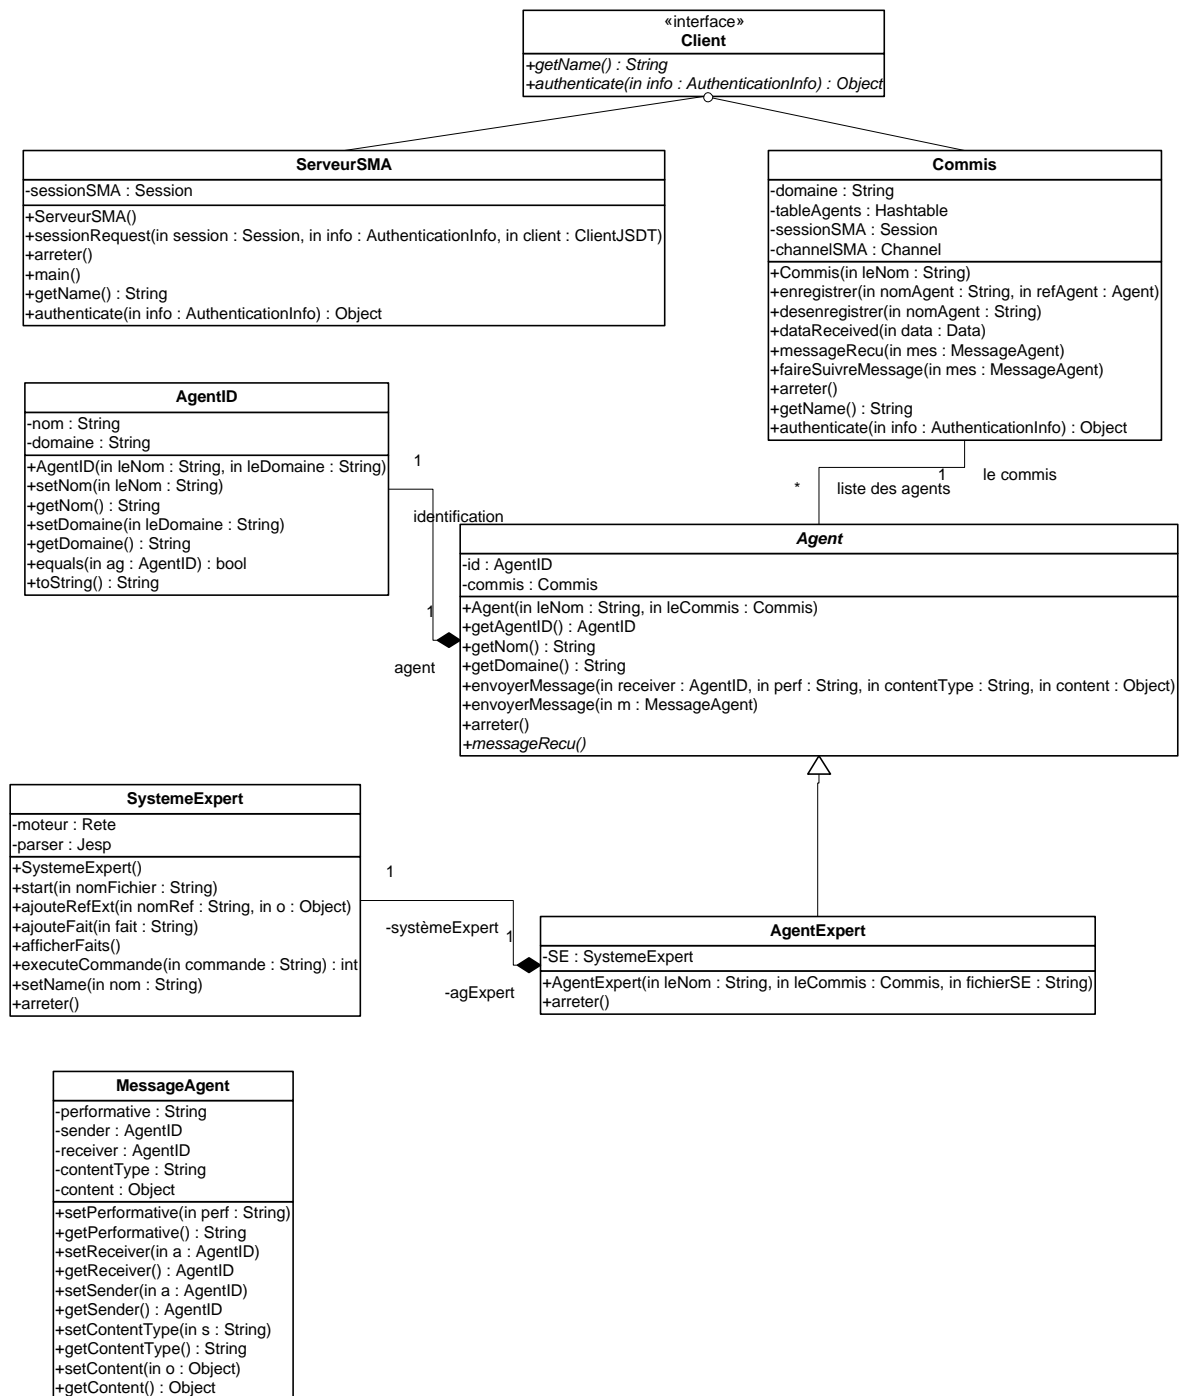 «interface»
Client
+getName() : String
+authenticate(in info : AuthenticationInfo) : Object
ServeurSMA
-sessionSMA : Session
+ServeurSMA()
+sessionRequest(in session : Session, in info : AuthenticationInfo, in client : ClientJSDT)
+arreter()
+main()
+getName() : String
+authenticate(in info : AuthenticationInfo) : Object
Commis
-domaine : String
-tableAgents : Hashtable
-sessionSMA : Session
-channelSMA : Channel
+Commis(in leNom : String)
+enregistrer(in nomAgent : String, in refAgent : Agent)
+desenregistrer(in nomAgent : String)
+dataReceived(in data : Data)
+messageRecu(in mes : MessageAgent)
+faireSuivreMessage(in mes : MessageAgent)
+arreter()
+getName() : String
+authenticate(in info : AuthenticationInfo) : Object
1
le commis
*
liste des agents
AgentID
-nom : String
-domaine : String
+AgentID(in leNom : String, in leDomaine : String)
+setNom(in leNom : String)
+getNom() : String
+setDomaine(in leDomaine : String)
+getDomaine() : String
+equals(in ag : AgentID) : bool
+toString() : String
1
identification
1
agent
Agent
-id : AgentID
-commis : Commis
+Agent(in leNom : String, in leCommis : Commis)
+getAgentID() : AgentID
+getNom() : String
+getDomaine() : String
+envoyerMessage(in receiver : AgentID, in perf : String, in contentType : String, in content : Object)
+envoyerMessage(in m : MessageAgent)
+arreter()
+messageRecu()
SystemeExpert
-moteur : Rete
-parser : Jesp
+SystemeExpert()
+start(in nomFichier : String)
+ajouteRefExt(in nomRef : String, in o : Object)
+ajouteFait(in fait : String)
+afficherFaits()
+executeCommande(in commande : String) : int
+setName(in nom : String)
+arreter()
1
-systèmeExpert
1
-agExpert
AgentExpert
-SE : SystemeExpert
+AgentExpert(in leNom : String, in leCommis : Commis, in fichierSE : String)
+arreter()
MessageAgent
-performative : String
-sender : AgentID
-receiver : AgentID
-contentType : String
-content : Object
+setPerformative(in perf : String)
+getPerformative() : String
+setReceiver(in a : AgentID)
+getReceiver() : AgentID
+setSender(in a : AgentID)
+getSender() : AgentID
+setContentType(in s : String)
+getContentType() : String
+setContent(in o : Object)
+getContent() : Object